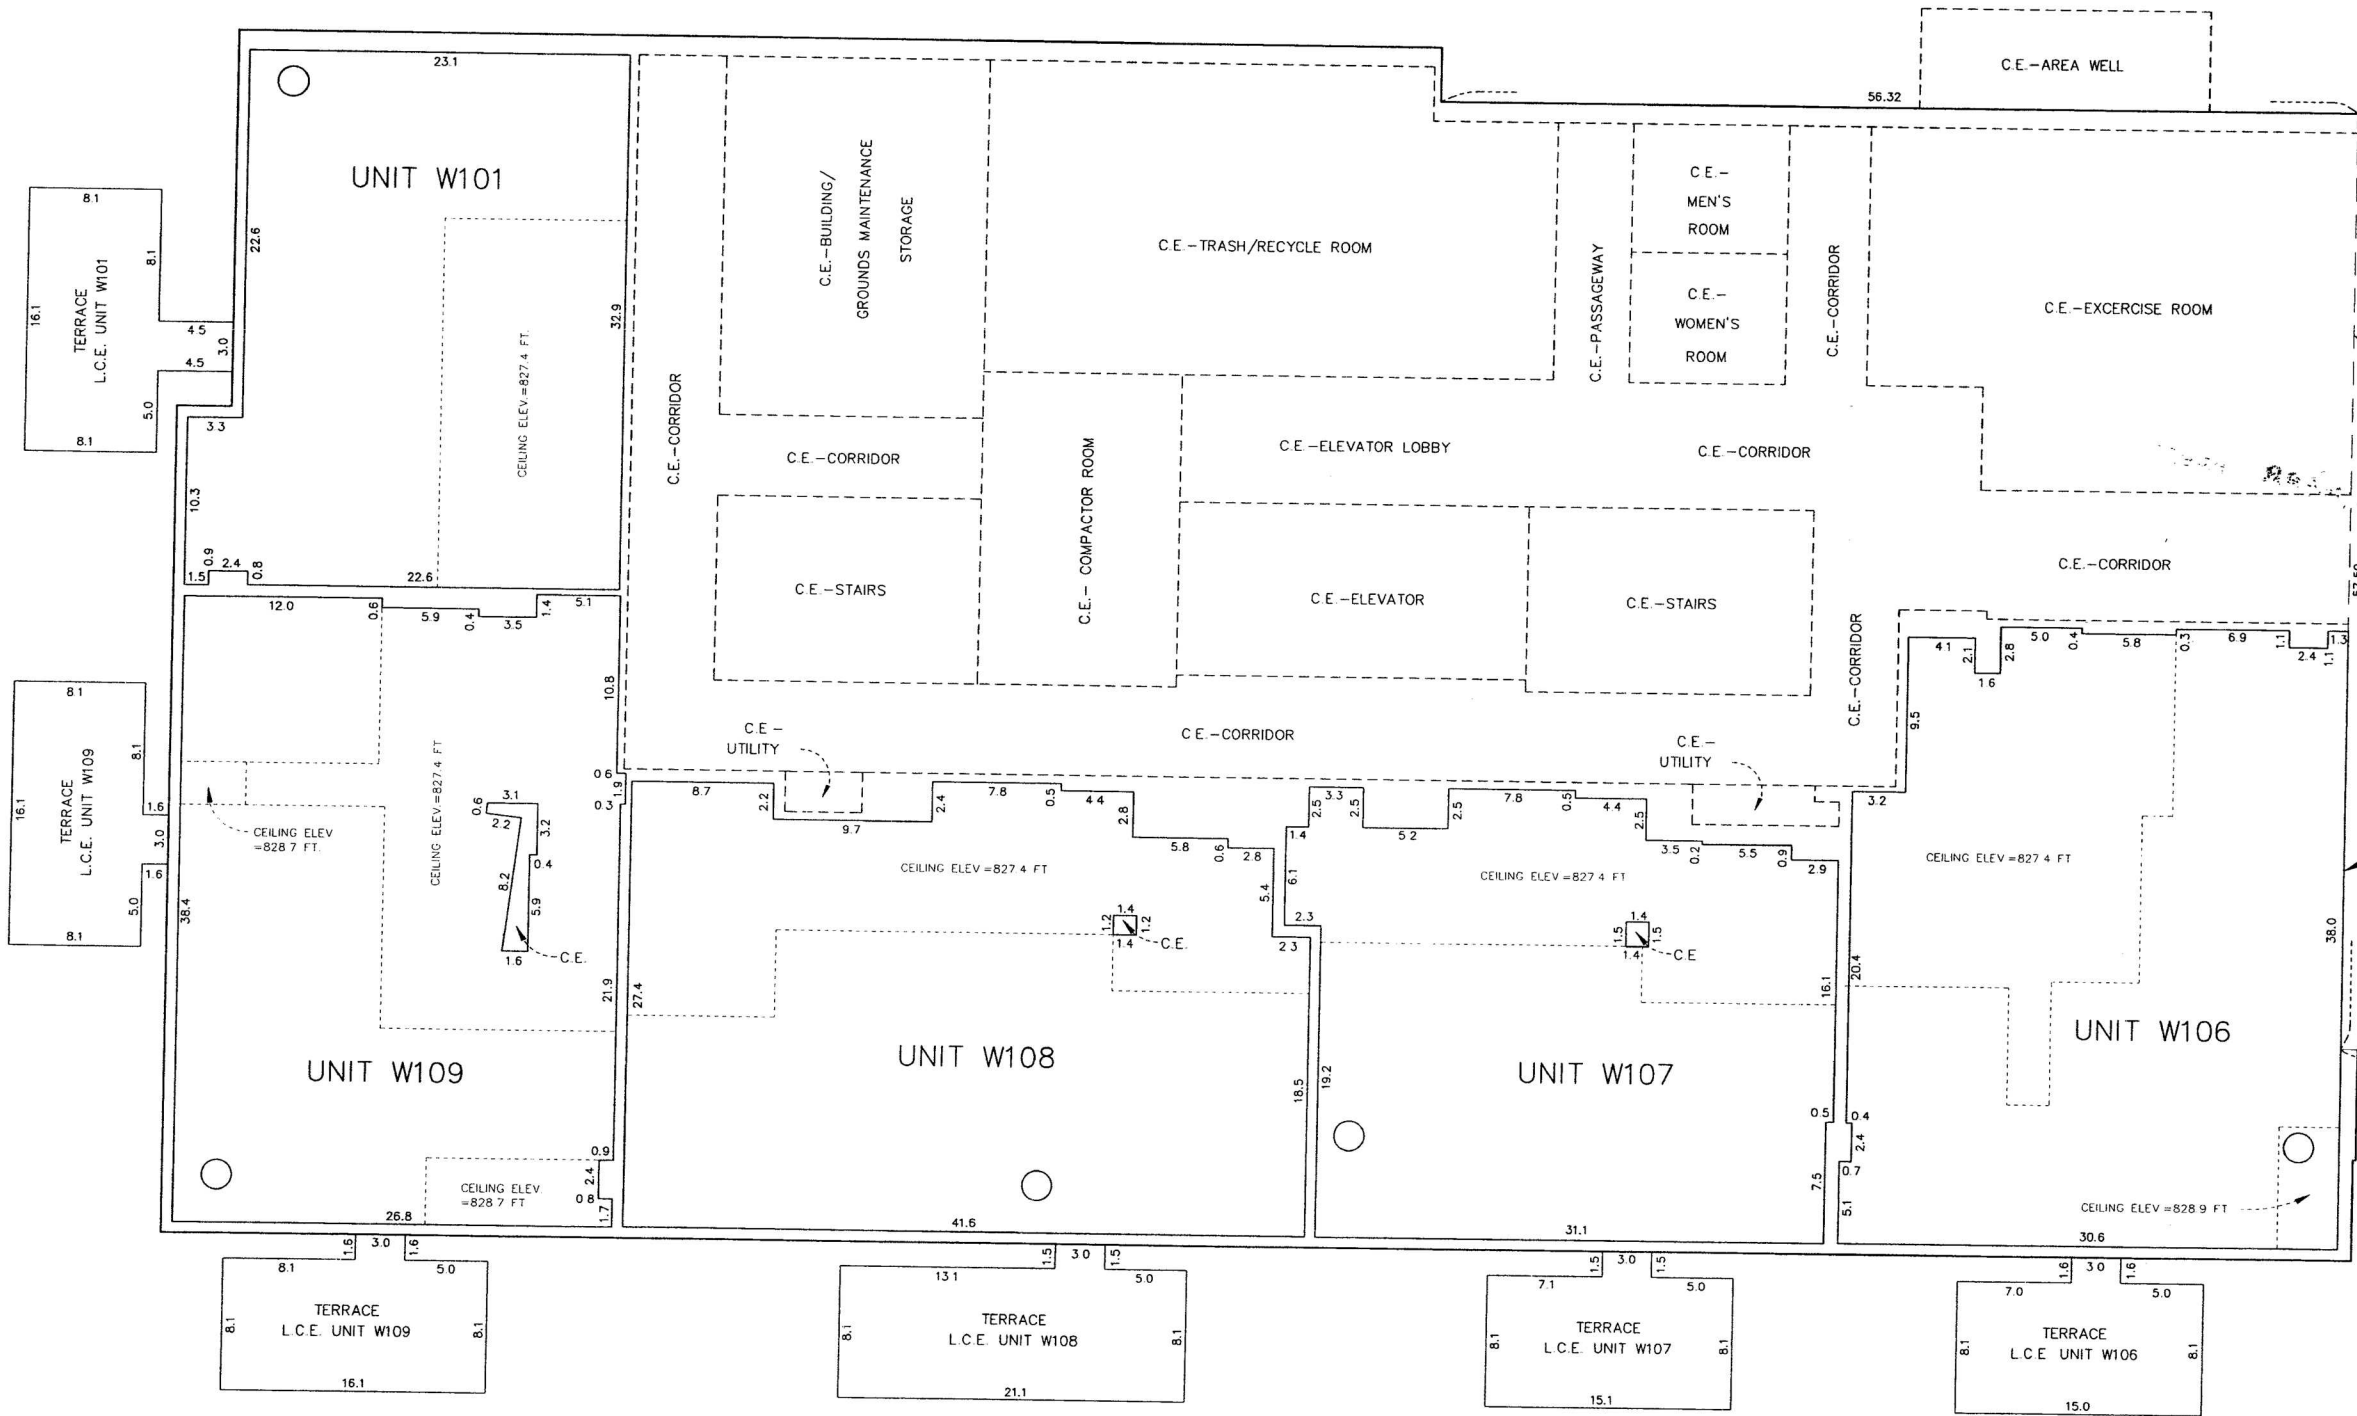 C.E.-AREA WELL
56.32
23.1
UNIT W101
22.6
32.9
CEILING ELEV.=827.4 FT.
3.3
10.3
1.5
0.9
2.4
0.8
22.6
8.1
8.1
16.1
TERRACE
L.C.E. UNIT W101
4.5
3.0
4.5
5.0
8.1
C.E.-CORRIDOR
C.E.-BUILDING/
GROUNDS MAINTENANCE
STORAGE
C.E.-TRASH/RECYCLE ROOM
C.E.-PASSAGEWAY
C.E.-
MEN'S
ROOM
C.E.-
WOMEN'S
ROOM
C.E.-CORRIDOR
C.E.-EXCERCISE ROOM
C.E.-CORRIDOR
C.E.-COMPACTOR ROOM
C.E.-ELEVATOR LOBBY
C.E.-CORRIDOR
C.E.-STAIRS
C.E.-ELEVATOR
C.E.-STAIRS
C.E.-CORRIDOR
C.E.-CORRIDOR
C.E.-
UTILITY
C.E.-CORRIDOR
C.E.-
UTILITY
12.0
0.6
5.9
0.4
3.5
1.4
5.1
10.8
0.6
1.9
0.3
8.1
8.1
16.1
TERRACE
L.C.E. UNIT W109
1.6
3.0
1.6
5.0
8.1
38.4
CEILING ELEV
=828.7 FT.
CEILING ELEV.=827.4 FT
3.1
0.6
2.2
3.2
0.4
8.2
5.9
1.6
C.E.
21.9
UNIT W109
0.9
2.4
0.8
1.7
CEILING ELEV.
=828.7 FT
26.8
8.7
2.2
9.7
2.4
7.8
0.5
4.4
2.8
5.8
0.6
2.8
5.4
2.3
CEILING ELEV=827.4 FT
1.4
1.2
1.2
1.4
C.E.
27.4
UNIT W108
18.5
41.6
3.3
2.5
2.5
1.4
5.2
2.5
7.8
0.5
4.4
2.5
3.5
0.2
5.5
0.9
2.9
6.1
2.3
CEILING ELEV=827.4 FT
1.4
1.5
1.5
1.4
C.E
16.1
19.2
UNIT W107
0.5
7.5
31.1
4.1
2.1
1.6
2.8
5.0
0.4
5.8
0.3
6.9
1.1
2.4
1.1
1.3
9.5
3.2
CEILING ELEV=827.4 FT
20.4
38.0
UNIT W106
0.4
2.4
0.7
5.1
CEILING ELEV=828.9 FT
30.6
1.6
3.0
1.6
8.1
5.0
8.1
TERRACE
L.C.E. UNIT W109
8.1
16.1
1.5
3.0
1.5
13.1
5.0
8.1
TERRACE
L.C.E. UNIT W108
8.1
21.1
1.5
3.0
1.5
7.1
5.0
8.1
TERRACE
L.C.E. UNIT W107
8.1
15.1
1.6
3.0
1.6
7.0
5.0
8.1
TERRACE
L.C.E UNIT W106
8.1
15.0